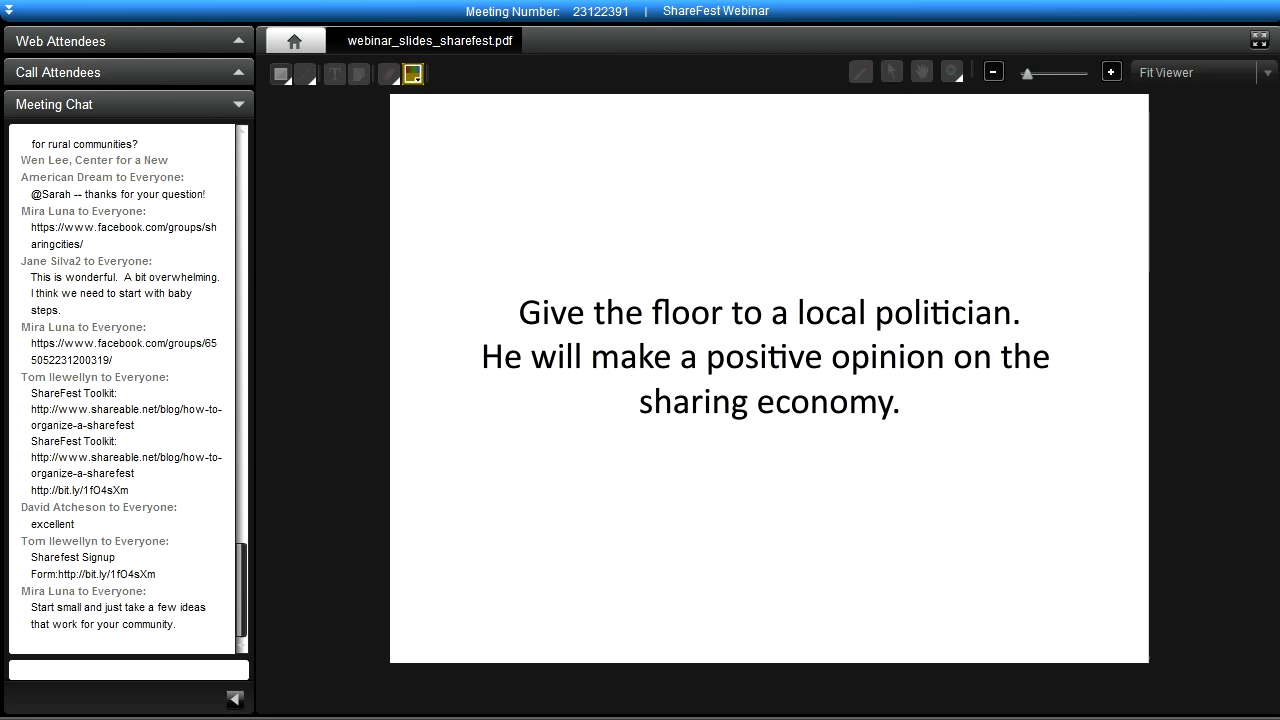 Meeting Number: 23122391 | ShareFest Webinar
Web Attendees
Call Attendees
Meeting Chat
for rural communities?
Wen Lee, Center for a New
American Dream to Everyone:
@Sarah -- thanks for your question!
Mira Luna to Everyone:
https://www.facebook.com/groups/sh
aringcities/
Jane Silva2 to Everyone:
This is wonderful. A bit overwhelming.
I think we need to start with baby
steps.
Mira Luna to Everyone:
https://www.facebook.com/groups/65
5052231200319/
Tom llewellyn to Everyone:
ShareFest Toolkit:
http://www.shareable.net/blog/how-to-
organize-a-sharefest
ShareFest Toolkit:
http://www.shareable.net/blog/how-to-
organize-a-sharefest
http://bit.ly/1fO4sXm
David Atcheson to Everyone:
excellent
Tom llewellyn to Everyone:
Sharefest Signup
Form:http://bit.ly/1fO4sXm
Mira Luna to Everyone:
Start small and just take a few ideas
that work for your community.
webinar_slides_sharefest.pdf
T
Fit Viewer
Give the floor to a local politician.
He will make a positive opinion on the
sharing economy.